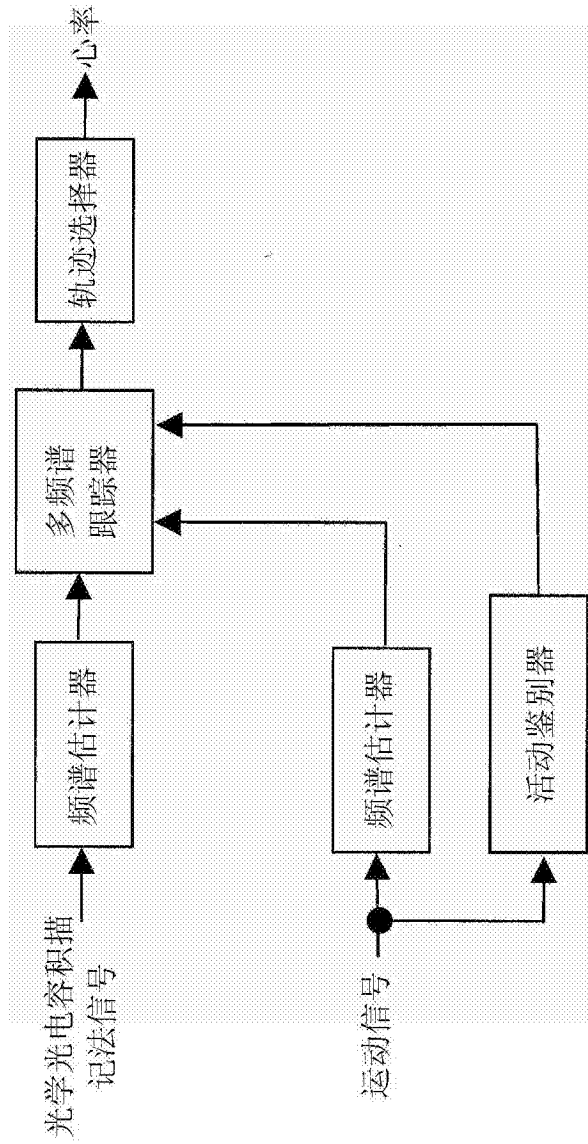 光学光电容积描
记法信号
频谱估计器
多频谱
跟踪器
轨迹选择器
心率
运动信号
频谱估计器
活动鉴别器